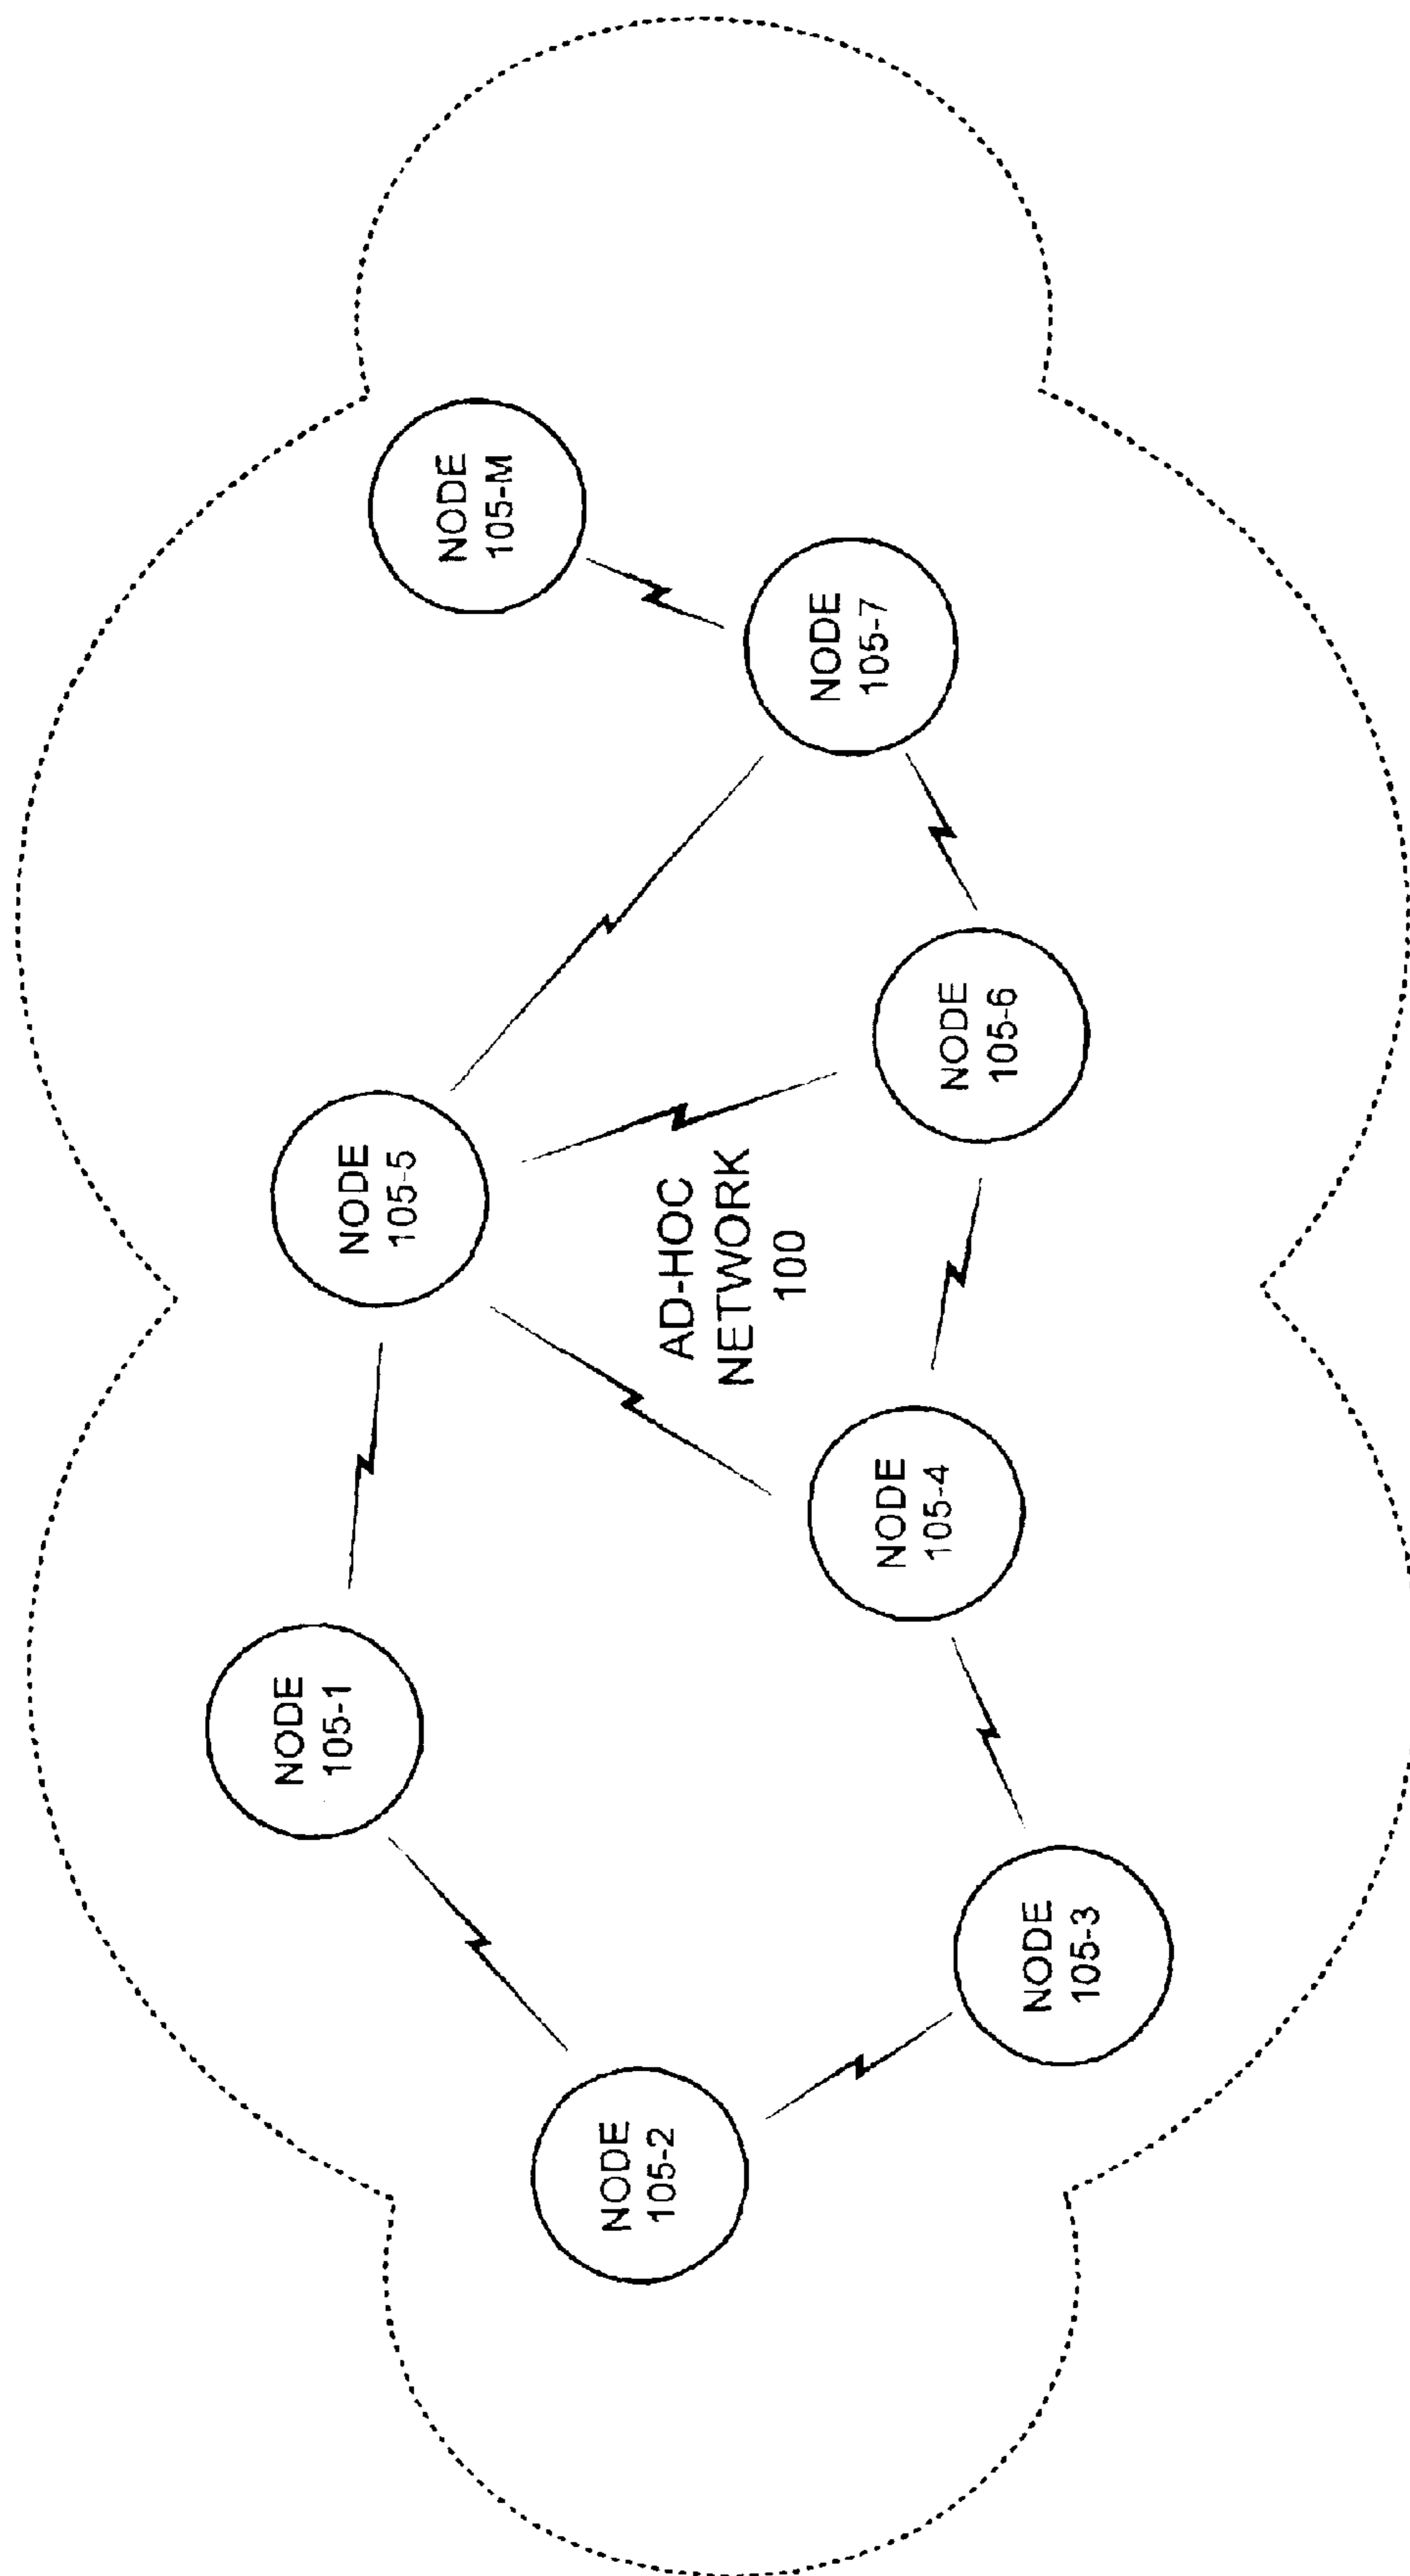 NODE
105-1
NODE
105-2
NODE
105-3
NODE
105-4
NODE
105-5
NODE
105-6
NODE
105-7
NODE
105-M
AD-HOC
NETWORK
100